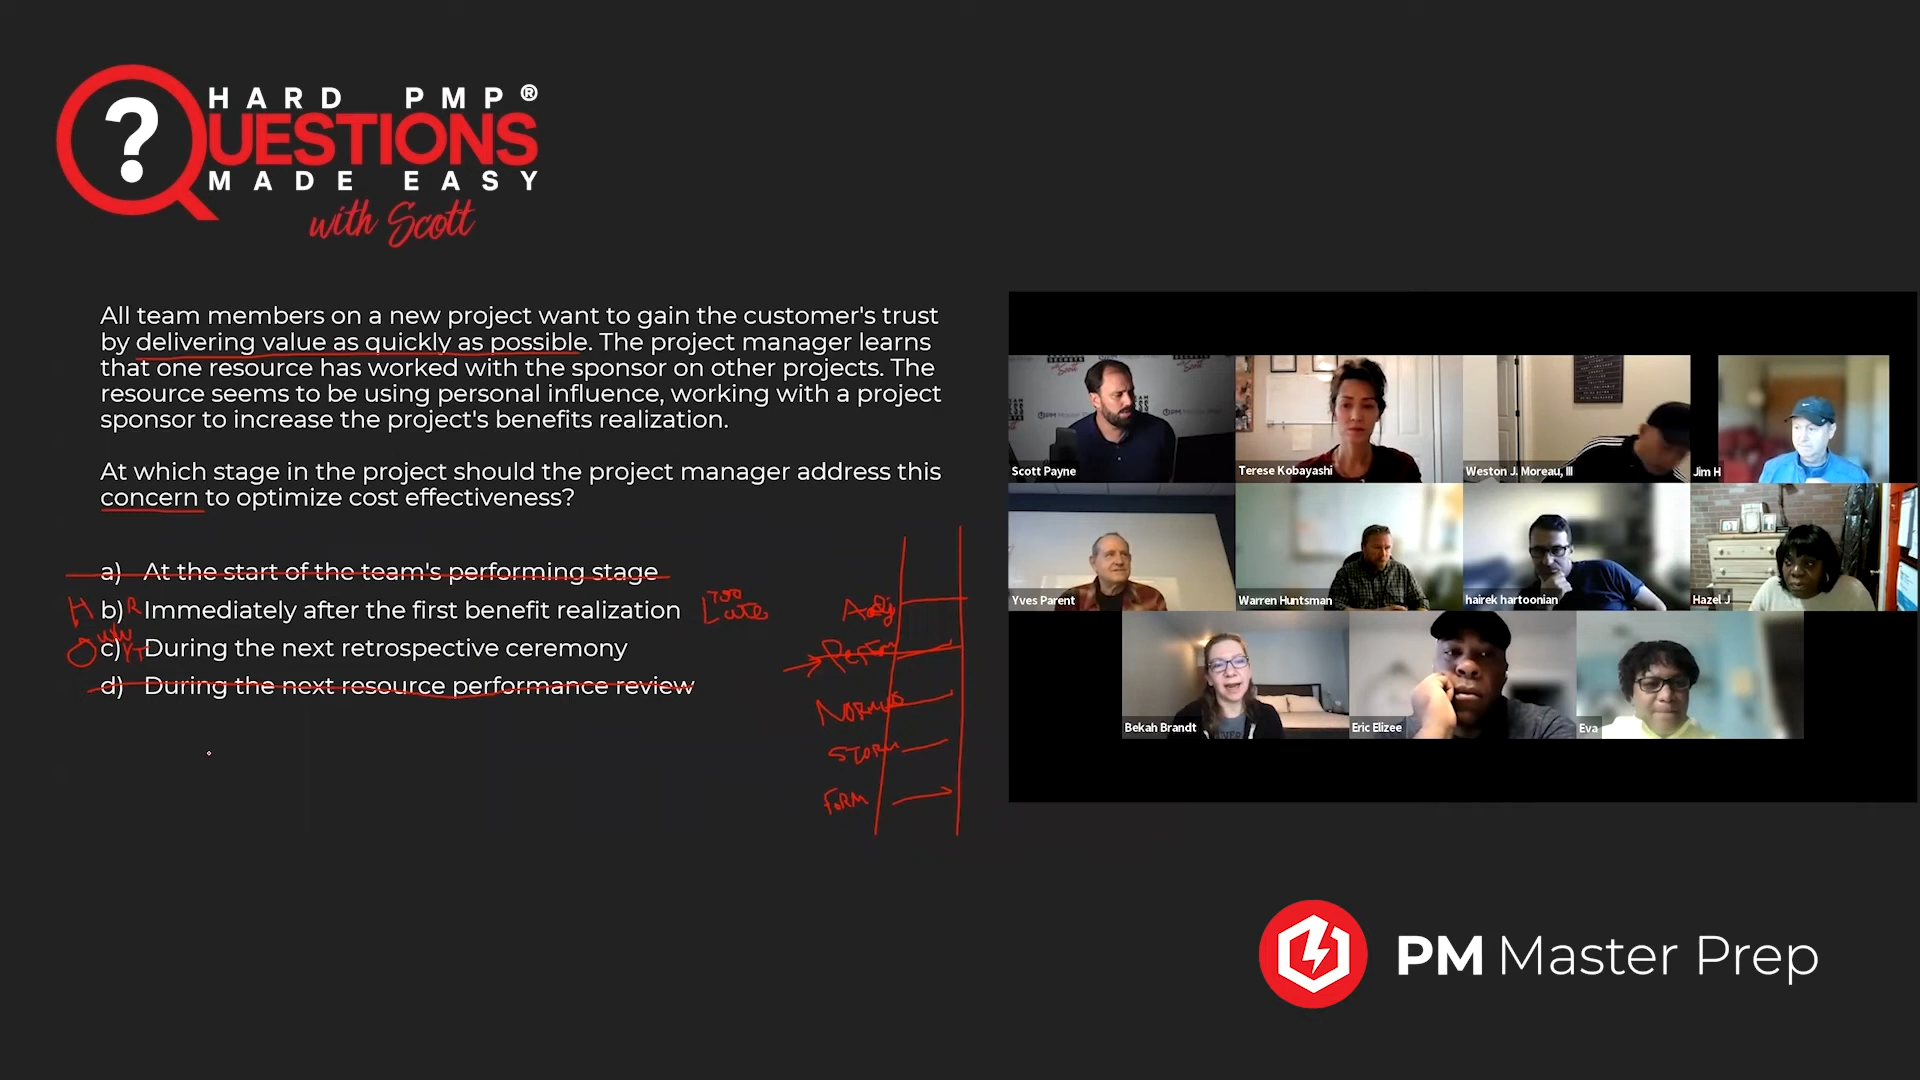 HARD PMP®
?UESTIONS
MADE EASY
with Scott
All team members on a new project want to gain the customer's trust
by delivering value as quickly as possible. The project manager learns
that one resource has worked with the sponsor on other projects. The
resource seems to be using personal influence, working with a project
sponsor to increase the project's benefits realization.
At which stage in the project should the project manager address this
concern to optimize cost effectiveness?
a) At the start of the team's performing stage
H b) R Immediately after the first benefit realization Too Late
c) During the next retrospective ceremony
d) During the next resource performance review
Adj
Perform
Norm
Storm
Form
Scott Payne
Terese Kobayashi
Weston J. Moreau, III
Jim H
Yves Parent
Warren Huntsman
hairek hartoonian
Hazel J
Bekah Brandt
Eric Elizee
Eva
PM Master Prep